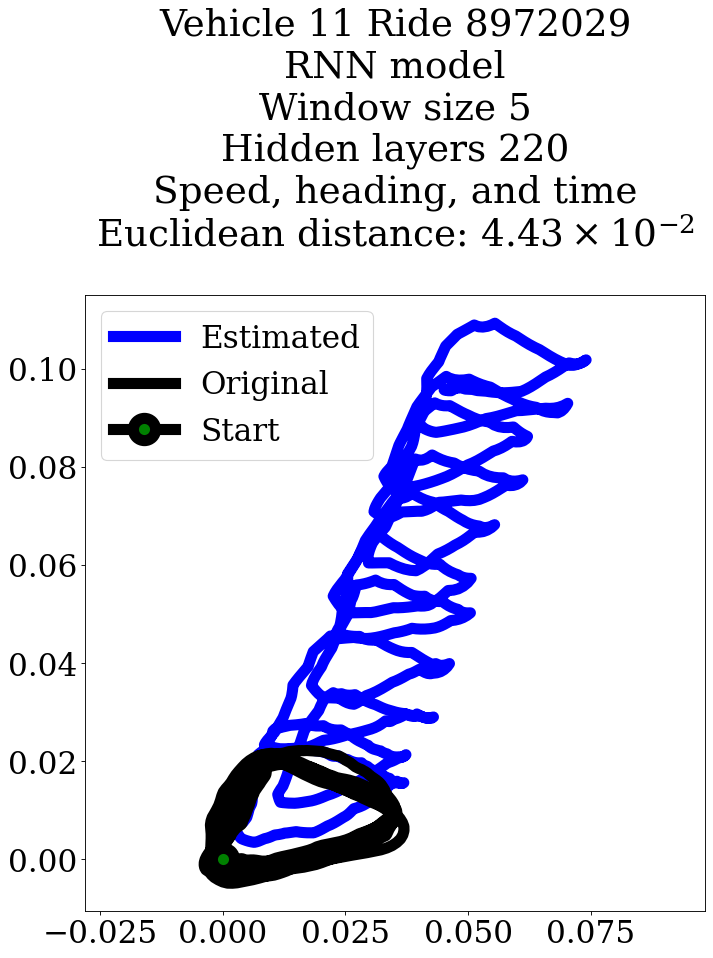 Vehicle 11 Ride 8972029
RNN model
Window size 5
Hidden layers 220
Speed, heading, and time
Euclidean distance: 4.43 × 10⁻²
Estimated
Original
Start
0.10
0.08
0.06
0.04
0.02
0.00
−0.025 0.000 0.025 0.050 0.075